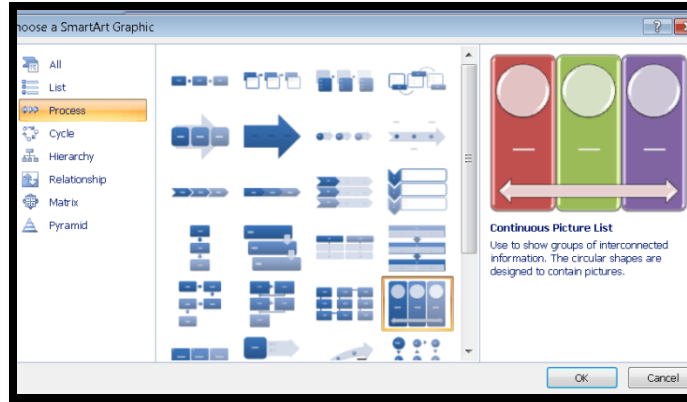 hoose a SmartArt Graphic
All
List
Process
Cycle
Hierarchy
Relationship
Matrix
Pyramid
Continuous Picture List
Use to show groups of interconnected
information. The circular shapes are
designed to contain pictures.
OK
Cancel